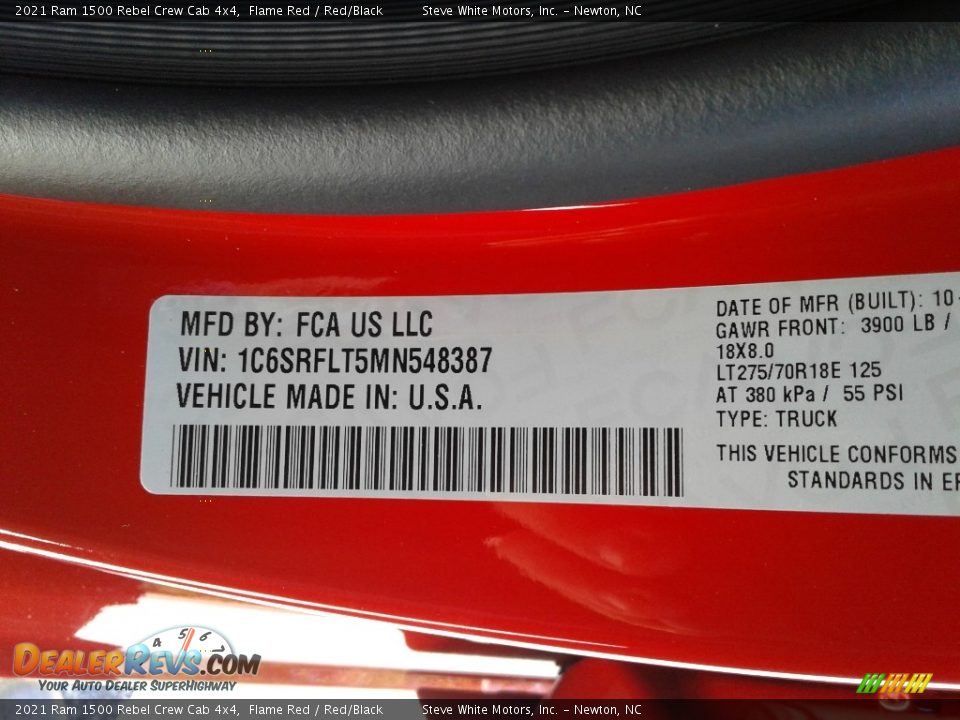 2021 Ram 1500 Rebel Crew Cab 4x4, Flame Red / Red/Black Steve White Motors, Inc. - Newton, NC
MFD BY: FCA US LLC
VIN: 1C6SRFLT5MN548387
VEHICLE MADE IN: U.S.A.
DATE OF MFR (BUILT): 10-
GAWR FRONT: 3900 LB /
18X8.0
LT275/70R18E 125
AT 380 kPa / 55 PSI
TYPE: TRUCK
THIS VEHICLE CONFORMS
STANDARDS IN
4 5 6 7
DEALERREVS.COM
YOUR AUTO DEALER SUPERHIGHWAY
2021 Ram 1500 Rebel Crew Cab 4x4, Flame Red / Red/Black Steve White Motors, Inc. - Newton, NC